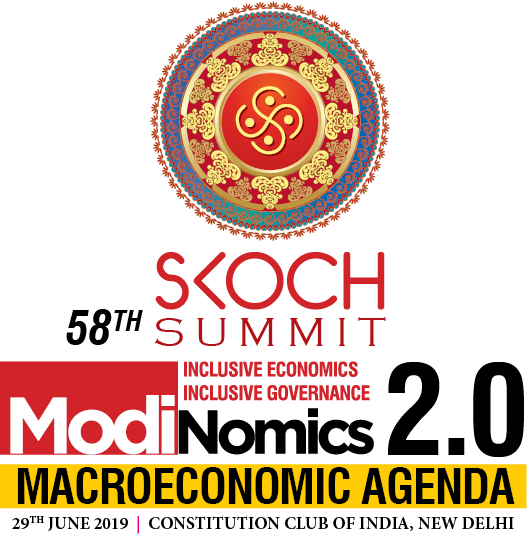 SKOCH
58TH SUMMIT
INCLUSIVE ECONOMICS
INCLUSIVE GOVERNANCE
ModiNomics 2.0
MACROECONOMIC AGENDA
29TH JUNE 2019 | CONSTITUTION CLUB OF INDIA, NEW DELHI